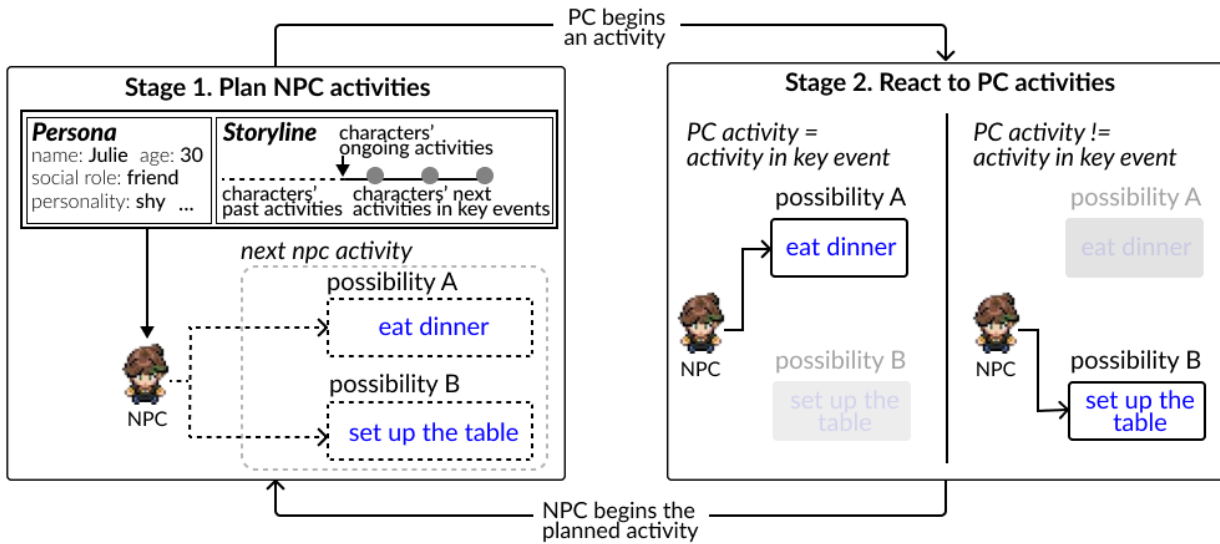 PC begins
an activity
Stage 1. Plan NPC activities
Persona
name: Julie age: 30
social role: friend
personality: shy ...
Storyline
characters'
ongoing activities
characters'
past activities
characters' next
activities in key events
next npc activity
possibility A
eat dinner
possibility B
set up the table
NPC
Stage 2. React to PC activities
PC activity =
activity in key event
possibility A
eat dinner
NPC
possibility B
set up the
table
PC activity !=
activity in key event
possibility A
eat dinner
NPC
possibility B
set up the
table
NPC begins the
planned activity